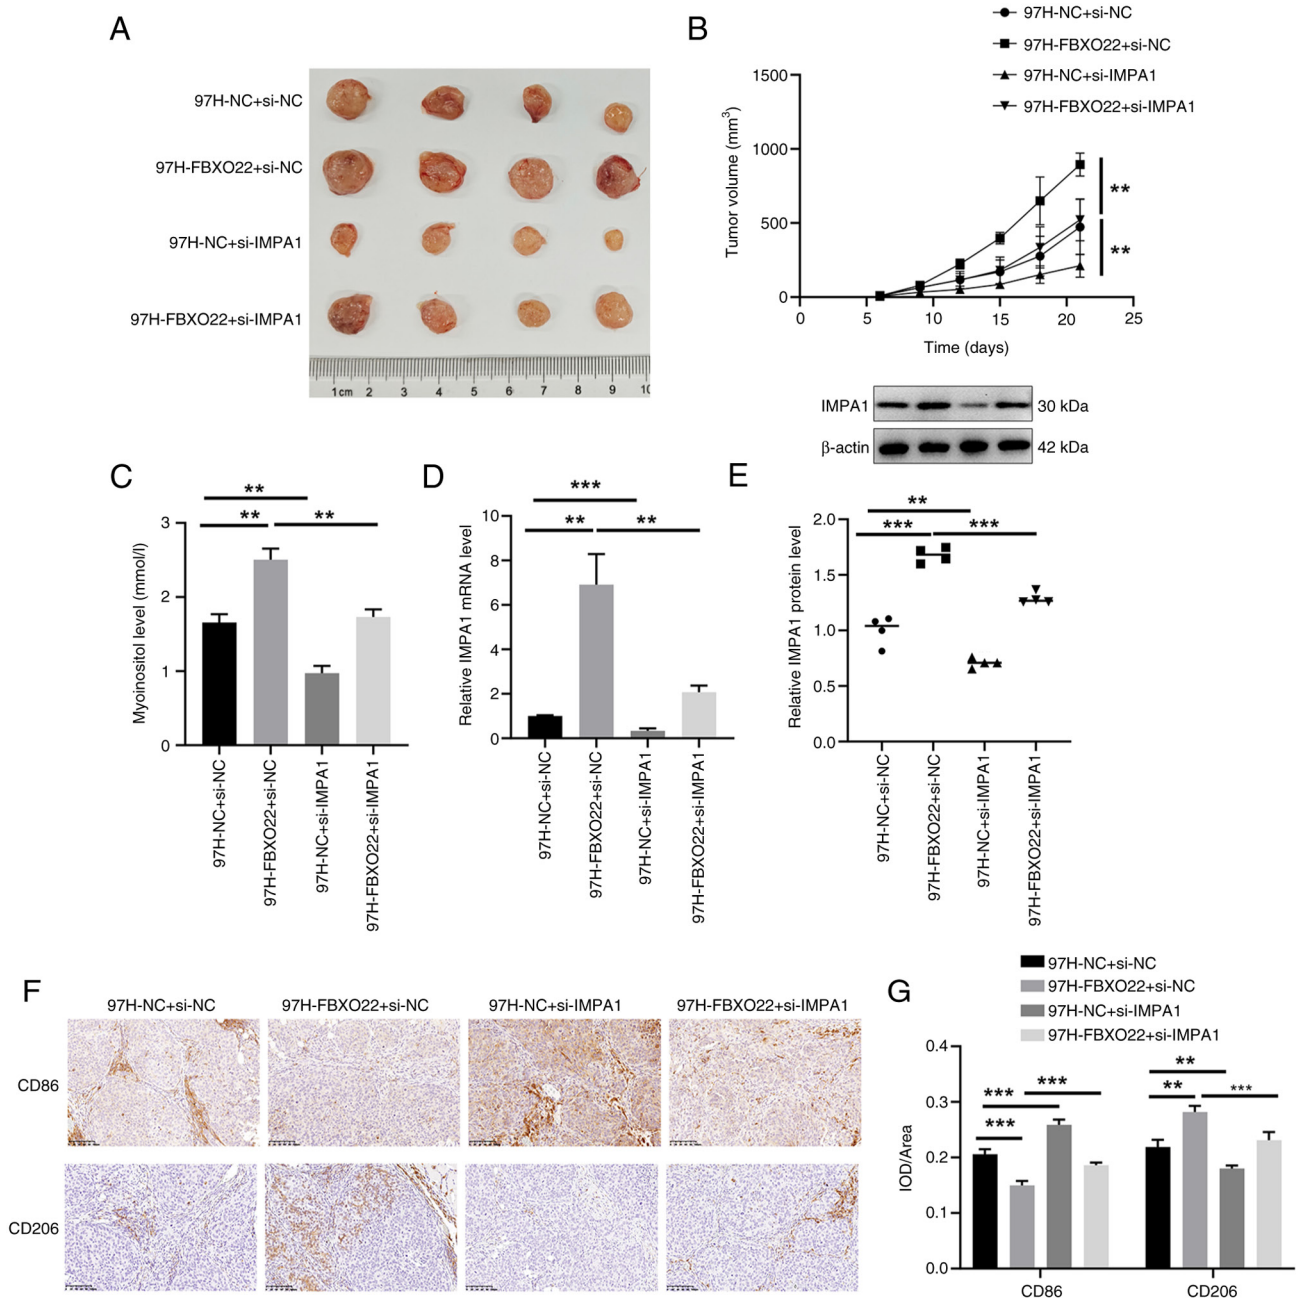 A
97H-NC+si-NC
97H-FBXO22+si-NC
97H-NC+si-IMPA1
97H-FBXO22+si-IMPA1
1cm 2 3 4 5 6 7 8 9 10
B
97H-NC+si-NC
97H-FBXO22+si-NC
97H-NC+si-IMPA1
97H-FBXO22+si-IMPA1
Tumor volume (mm³)
1500
1000
500
0
**
**
0 5 10 15 20 25
Time (days)
C
Myoinositol level (mmol/l)
**
** **
3
2
1
0
97H-NC+si-NC
97H-FBXO22+si-NC
97H-NC+si-IMPA1
97H-FBXO22+si-IMPA1
D
Relative IMPA1 mRNA level
***
** **
10
8
6
4
2
0
97H-NC+si-NC
97H-FBXO22+si-NC
97H-NC+si-IMPA1
97H-FBXO22+si-IMPA1
IMPA1 30 kDa
β-actin 42 kDa
E
Relative IMPA1 protein level
**
*** ***
2.0
1.5
1.0
0.5
0.0
97H-NC+si-NC
97H-FBXO22+si-NC
97H-NC+si-IMPA1
97H-FBXO22+si-IMPA1
F
97H-NC+si-NC 97H-FBXO22+si-NC 97H-NC+si-IMPA1 97H-FBXO22+si-IMPA1
CD86
CD206
G
97H-NC+si-NC
97H-FBXO22+si-NC
97H-NC+si-IMPA1
97H-FBXO22+si-IMPA1
IOD/Area
0.4
0.3
0.2
0.1
0.0
***
***
***
**
**
***
CD86 CD206